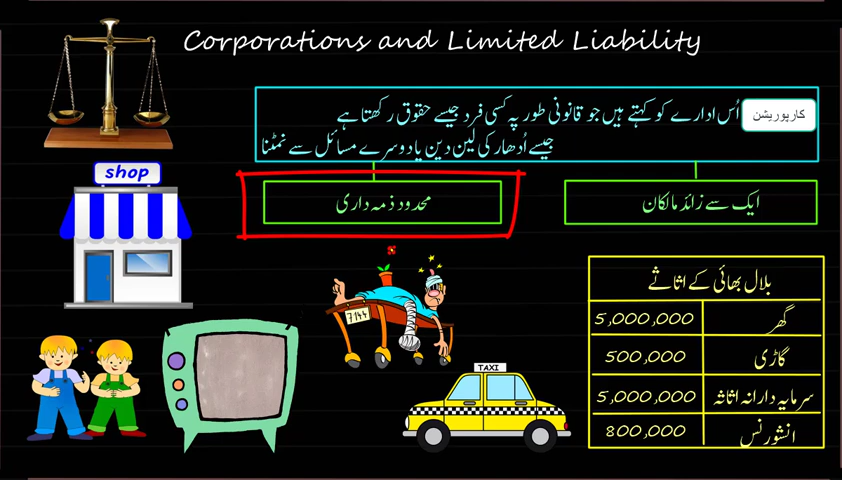 Corporations and Limited Liability
کارپوریشن اُس ادارے کو کہتے ہیں جو قانونی طور پہ کسی فرد جیسے حقوق رکھتا ہے
جیسے اُدھار کی لین دین یا دوسرے مسائل سے نمٹنا
shop
ایک سے زائد مالکان
محدود ذمہ داری
بلال بھائی کے اثاثے
گھر 5,000,000
گاڑی 500,000
سرمایہ دارانہ اثاثہ 5,000,000
انشورنس 800,000
7144
TAXI